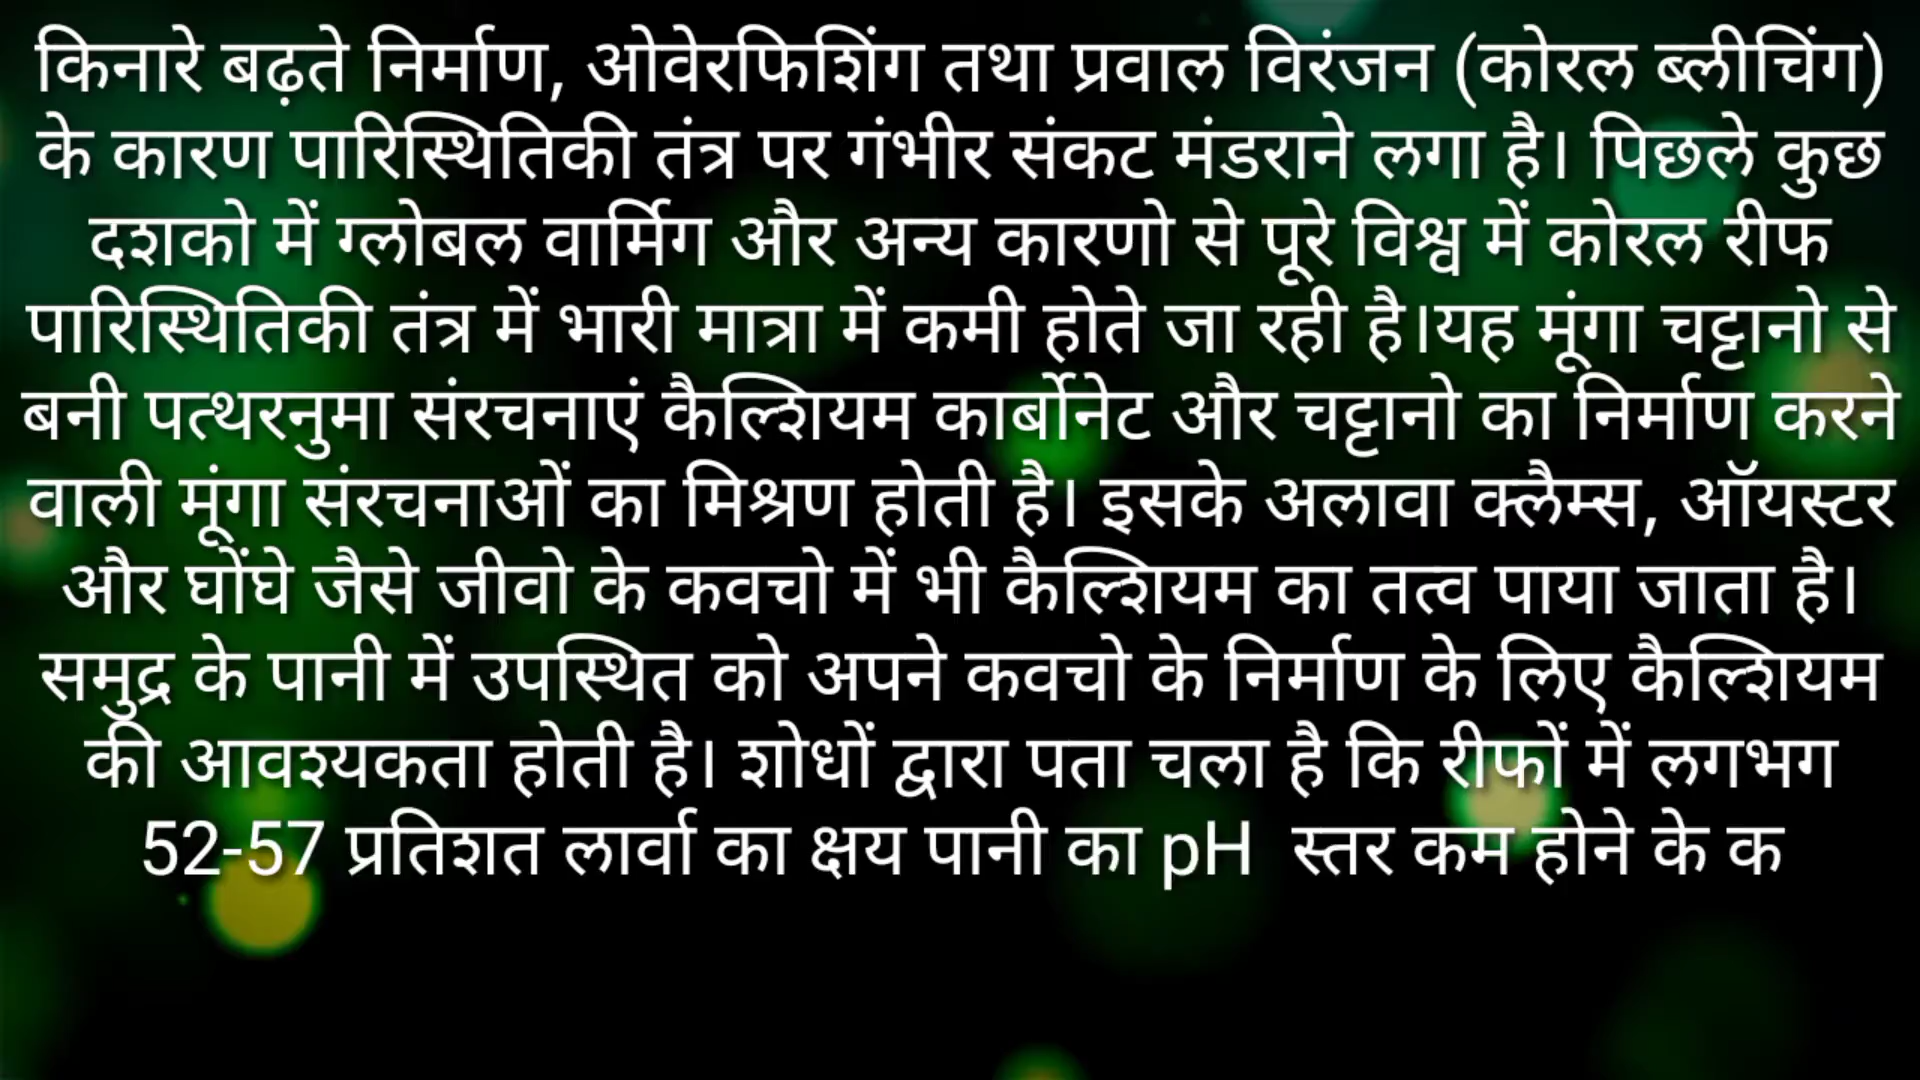 किनारे बढ़ते निर्माण, ओवेरफिशिंग तथा प्रवाल विरंजन (कोरल ब्लीचिंग)
के कारण पारिस्थितिकी तंत्र पर गंभीर संकट मंडराने लगा है। पिछले कुछ
दशको में ग्लोबल वार्मिग और अन्य कारणो से पूरे विश्व में कोरल रीफ
पारिस्थितिकी तंत्र में भारी मात्रा में कमी होते जा रही है।यह मूंगा चट्टानो से
बनी पत्थरनुमा संरचनाएं कैल्शियम कार्बोनेट और चट्टानो का निर्माण करने
वाली मूंगा संरचनाओं का मिश्रण होती है। इसके अलावा क्लैम्स, ऑयस्टर
और घोंघे जैसे जीवो के कवचो में भी कैल्शियम का तत्व पाया जाता है।
समुद्र के पानी में उपस्थित को अपने कवचो के निर्माण के लिए कैल्शियम
की आवश्यकता होती है। शोधों द्वारा पता चला है कि रीफों में लगभग
52-57 प्रतिशत लार्वा का क्षय पानी का pH स्तर कम होने के क